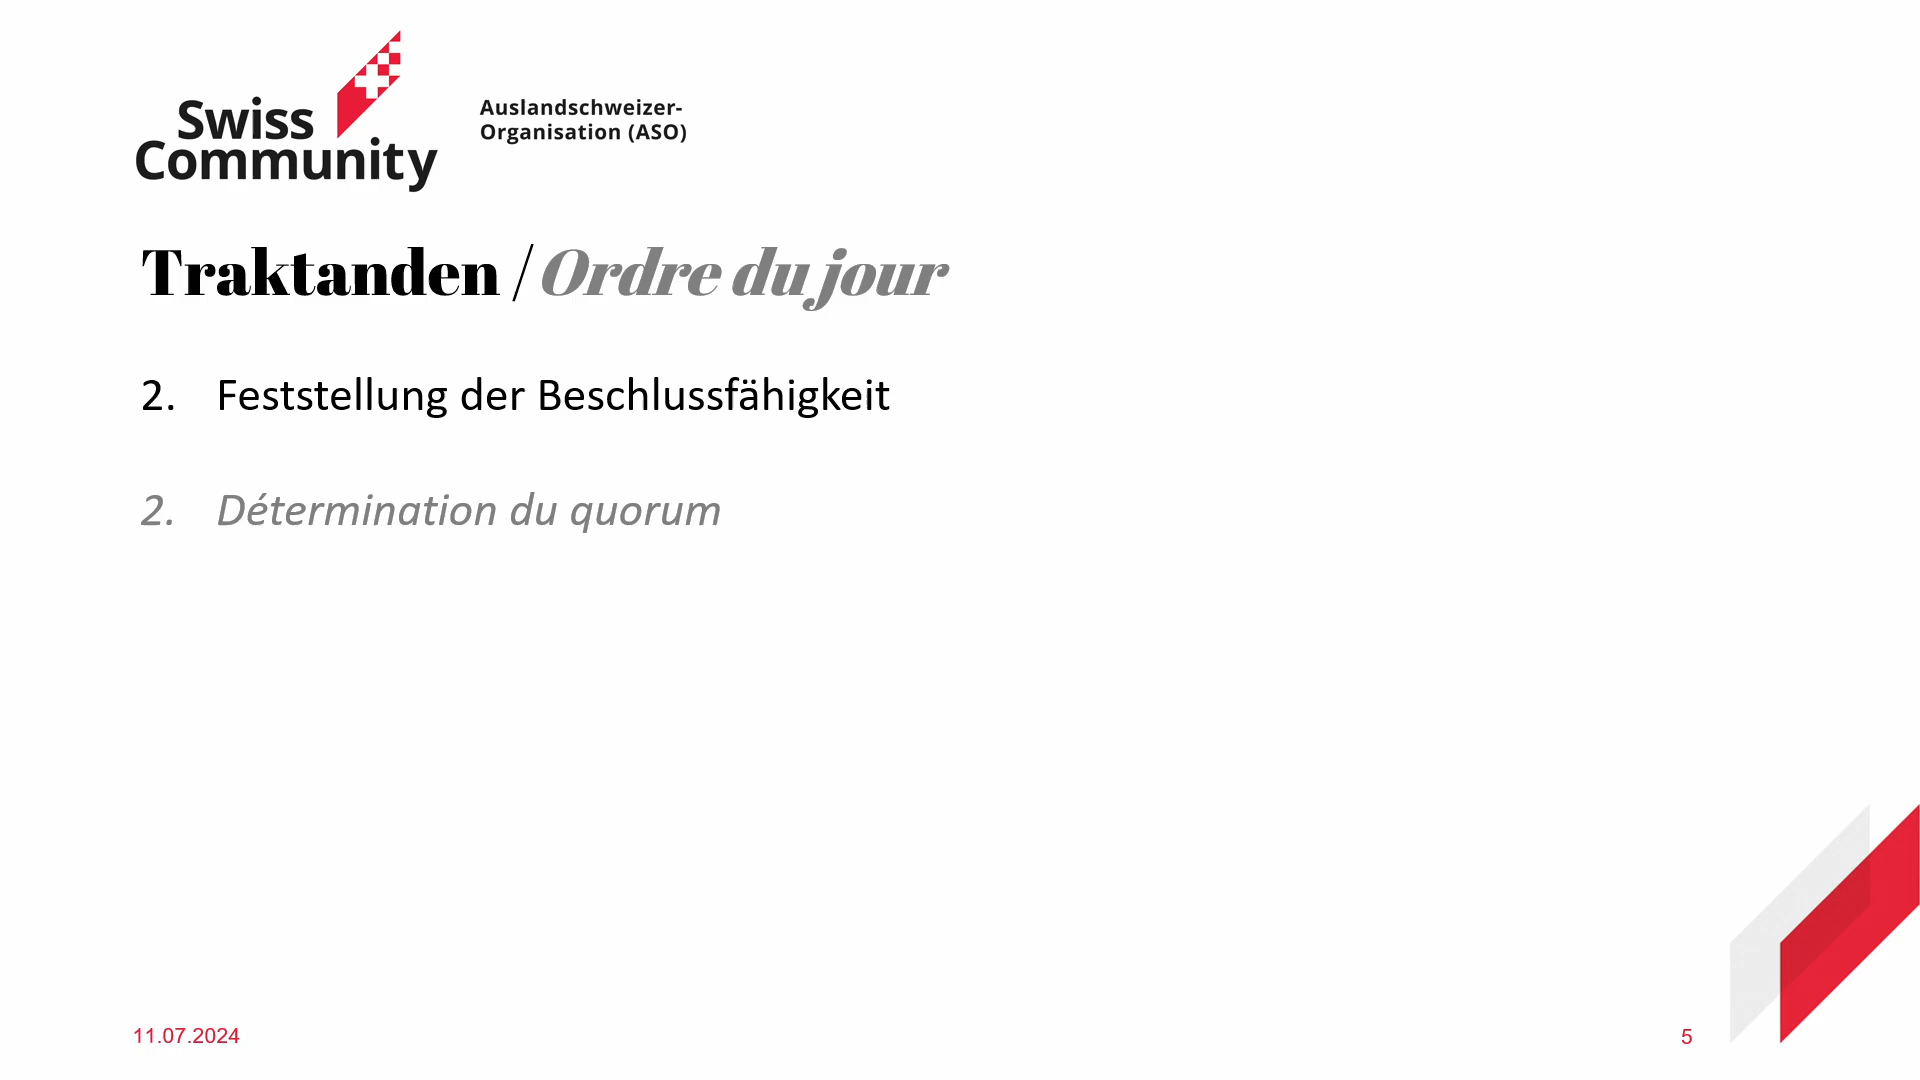 Swiss
Community
Auslandschweizer-
Organisation (ASO)
Traktanden / Ordre du jour
2. Feststellung der Beschlussfähigkeit
2. Détermination du quorum
11.07.2024
5